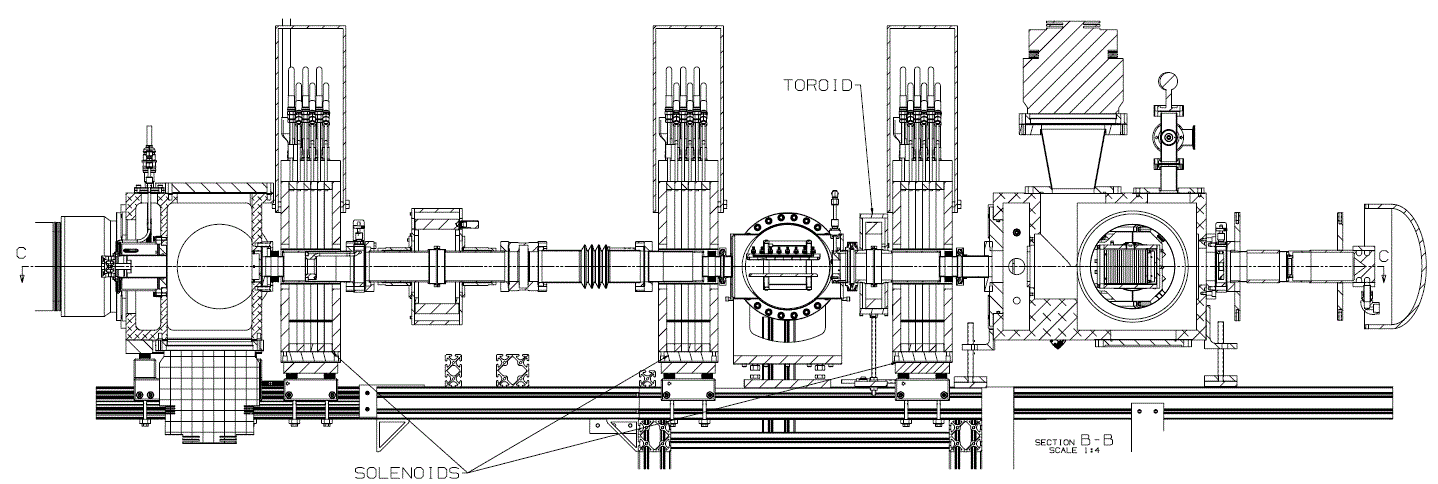 TOROID
C
C
SECTION B-B
SCALE 1:4
SOLENOIDS